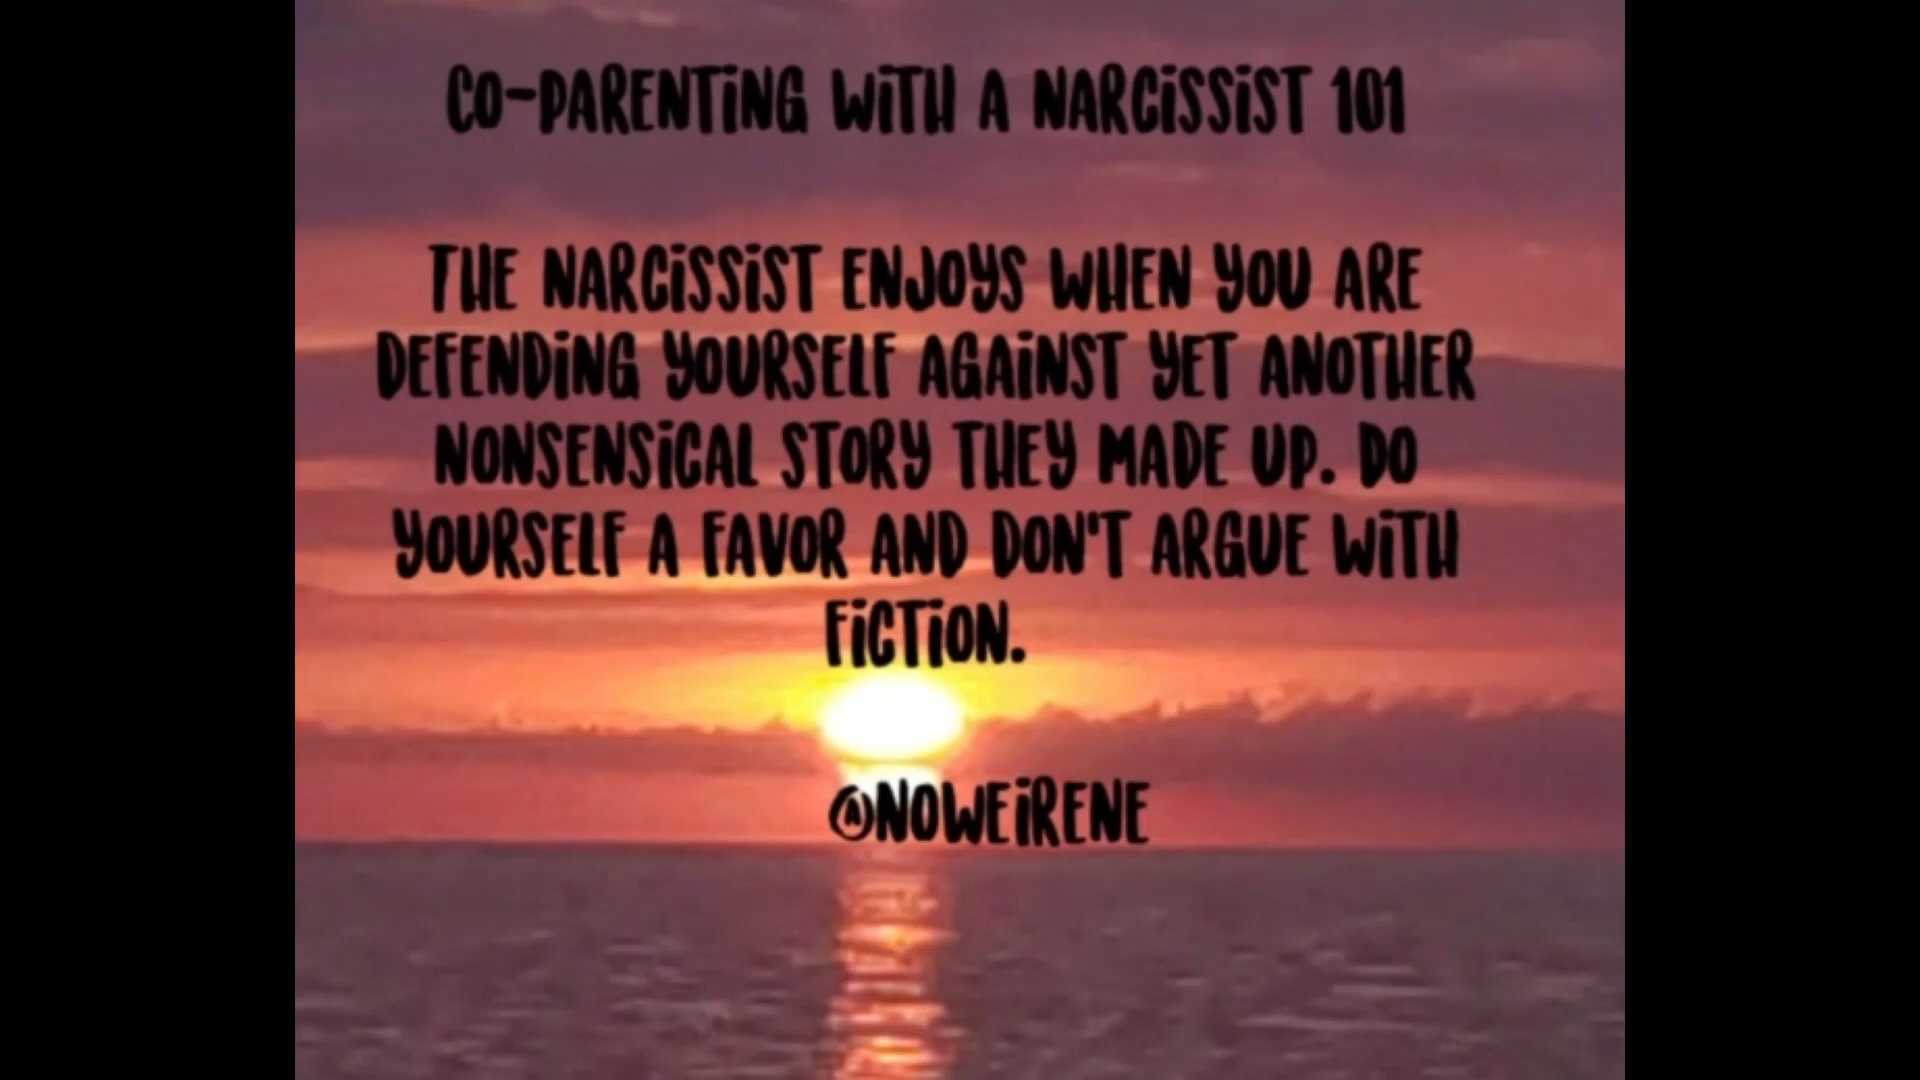 CO-PARENTING WITH A NARCISSIST 101
THE NARCISSIST ENJOYS WHEN YOU ARE
DEFENDING YOURSELF AGAINST YET ANOTHER
NONSENSICAL STORY THEY MADE UP. DO
YOURSELF A FAVOR AND DON'T ARGUE WITH
FICTION.
@NOWEIRENE